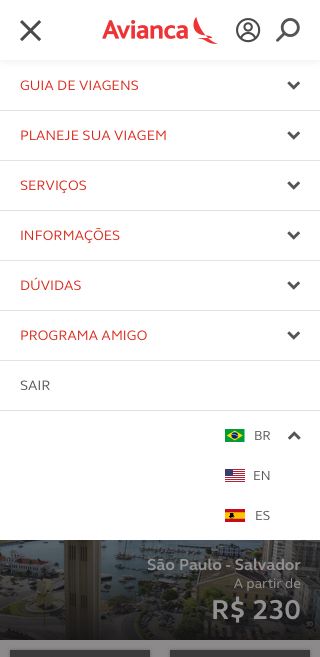 Avianca
GUIA DE VIAGENS
PLANEJE SUA VIAGEM
SERVIÇOS
INFORMAÇÕES
DÚVIDAS
PROGRAMA AMIGO
SAIR
BR
EN
ES
São Paulo - Salvador
A partir de
R$ 230